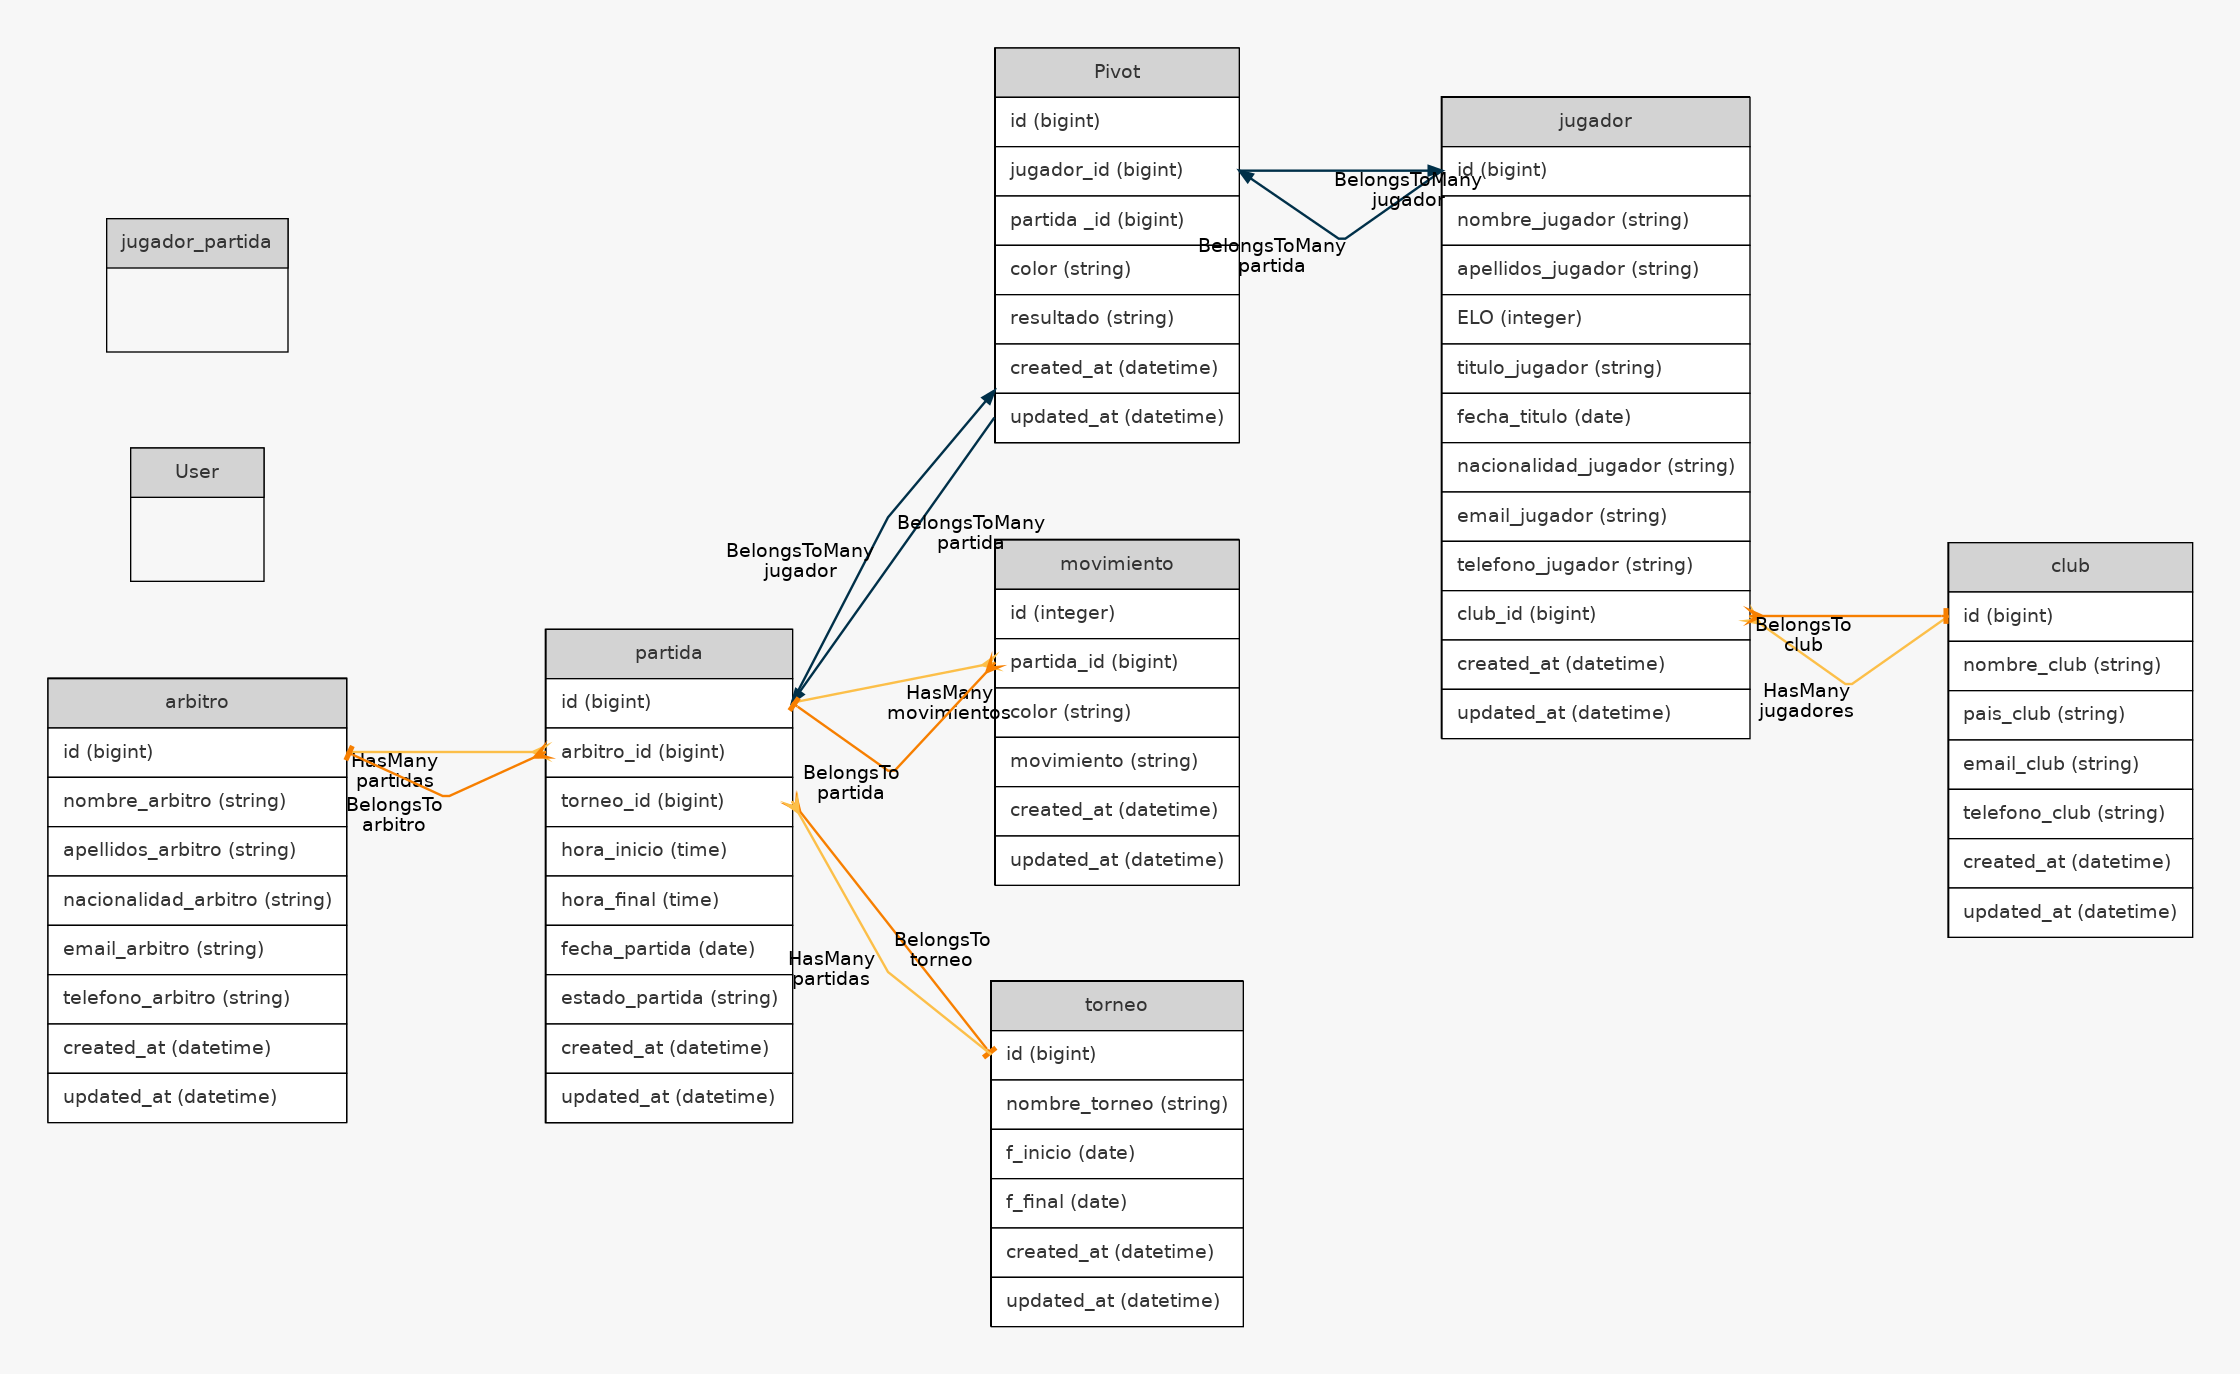 jugador_partida
User
arbitro
id (bigint)
nombre_arbitro (string)
apellidos_arbitro (string)
nacionalidad_arbitro (string)
email_arbitro (string)
telefono_arbitro (string)
created_at (datetime)
updated_at (datetime)
HasMany
partidas
BelongsTo
arbitro
partida
id (bigint)
arbitro_id (bigint)
torneo_id (bigint)
hora_inicio (time)
hora_final (time)
fecha_partida (date)
estado_partida (string)
created_at (datetime)
updated_at (datetime)
BelongsToMany
jugador
BelongsToMany
partida
HasMany
movimientos
BelongsTo
partida
HasMany
partidas
BelongsTo
torneo
Pivot
id (bigint)
jugador_id (bigint)
partida _id (bigint)
color (string)
resultado (string)
created_at (datetime)
updated_at (datetime)
movimiento
id (integer)
partida_id (bigint)
color (string)
movimiento (string)
created_at (datetime)
updated_at (datetime)
torneo
id (bigint)
nombre_torneo (string)
f_inicio (date)
f_final (date)
created_at (datetime)
updated_at (datetime)
BelongsToMany
jugador
BelongsToMany
partida
jugador
id (bigint)
nombre_jugador (string)
apellidos_jugador (string)
ELO (integer)
titulo_jugador (string)
fecha_titulo (date)
nacionalidad_jugador (string)
email_jugador (string)
telefono_jugador (string)
club_id (bigint)
created_at (datetime)
updated_at (datetime)
BelongsTo
club
HasMany
jugadores
club
id (bigint)
nombre_club (string)
pais_club (string)
email_club (string)
telefono_club (string)
created_at (datetime)
updated_at (datetime)